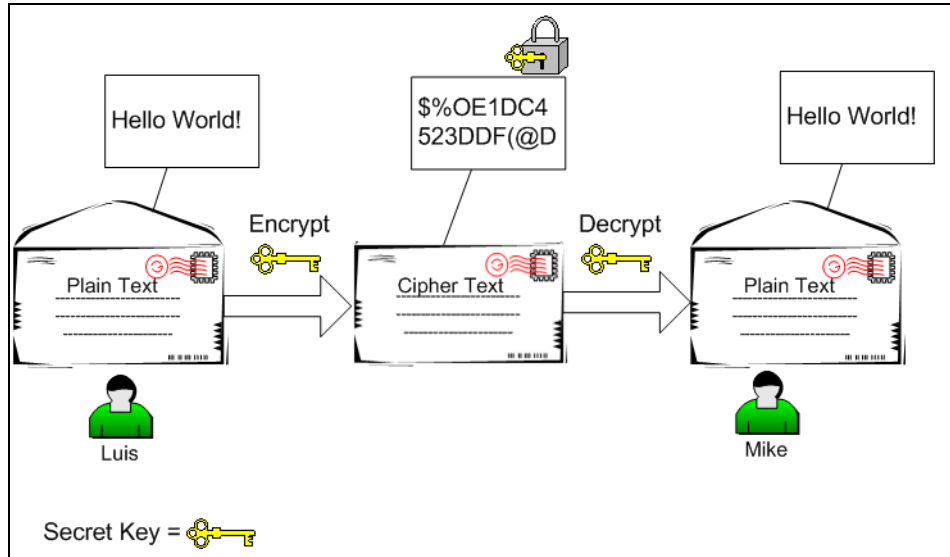 Hello World!
$%OE1DC4
523DDF(@D
Hello World!
Encrypt
Decrypt
Plain Text
Cipher Text
Plain Text
Luis
Mike
Secret Key =